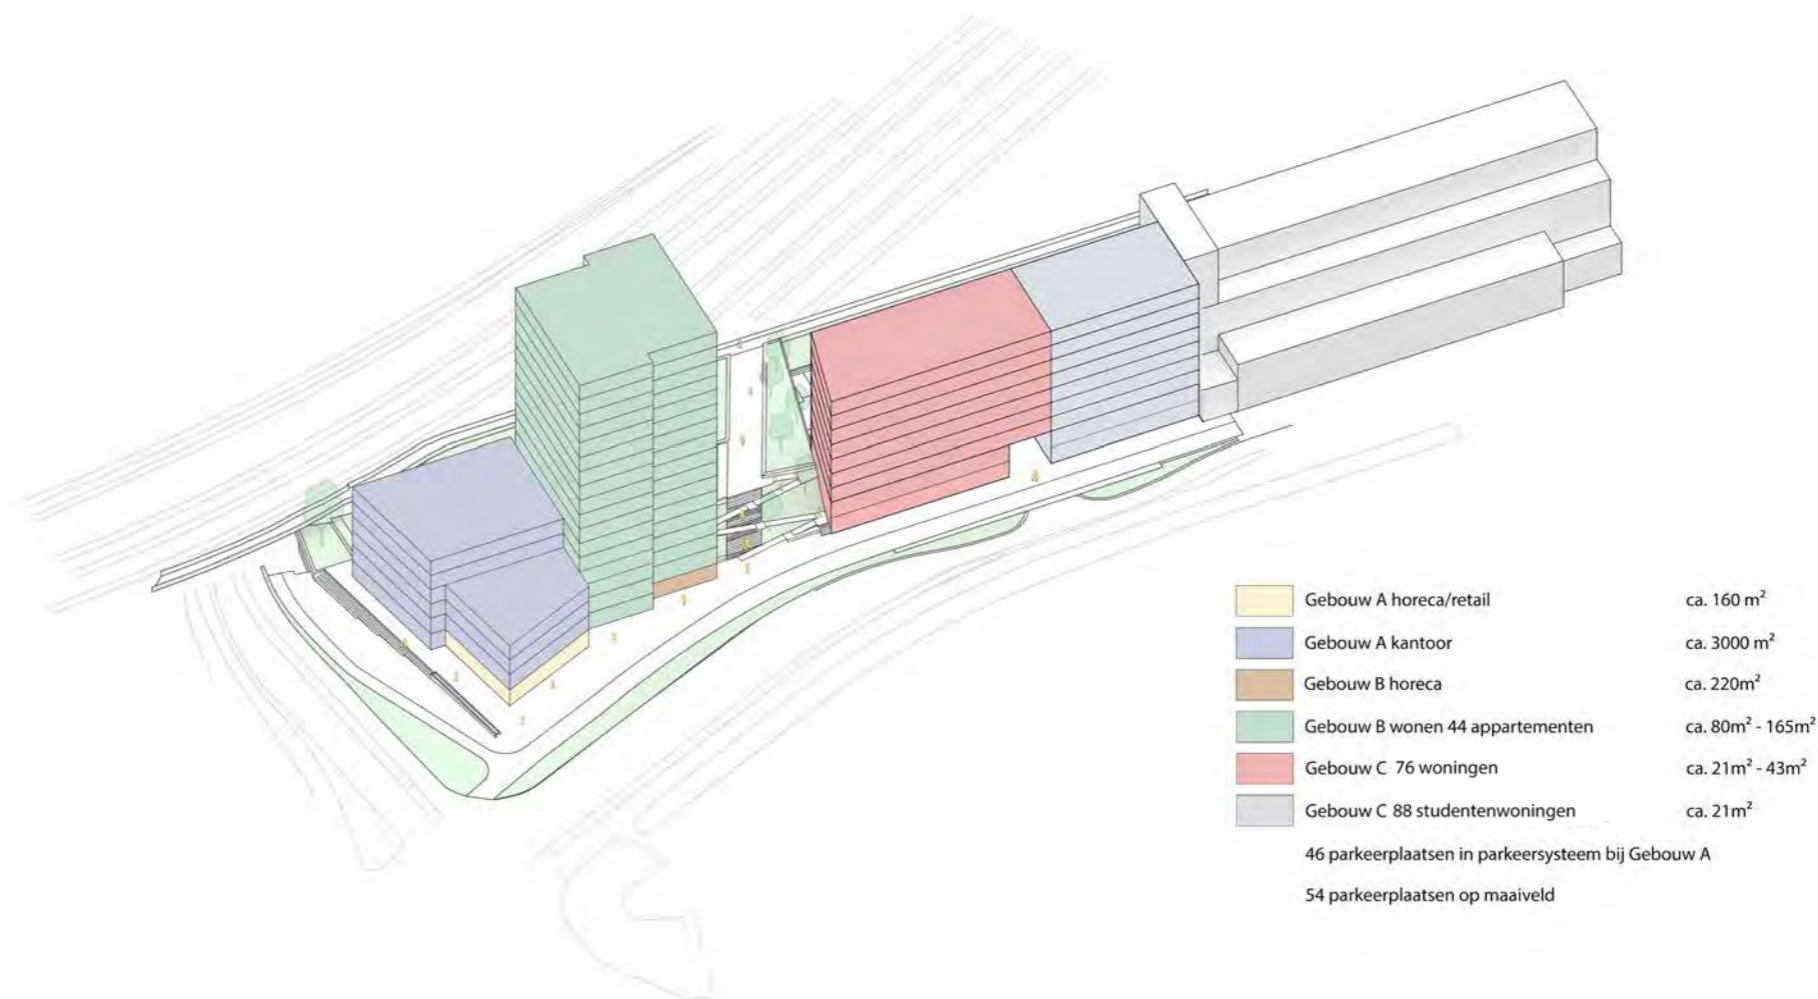 Gebouw A horeca/retail ca. 160 m²
Gebouw A kantoor ca. 3000 m²
Gebouw B horeca ca. 220m²
Gebouw B wonen 44 appartementen ca. 80m² - 165m²
Gebouw C 76 woningen ca. 21m² - 43m²
Gebouw C 88 studentenwoningen ca. 21m²
46 parkeerplaatsen in parkeersysteem bij Gebouw A
54 parkeerplaatsen op maaiveld